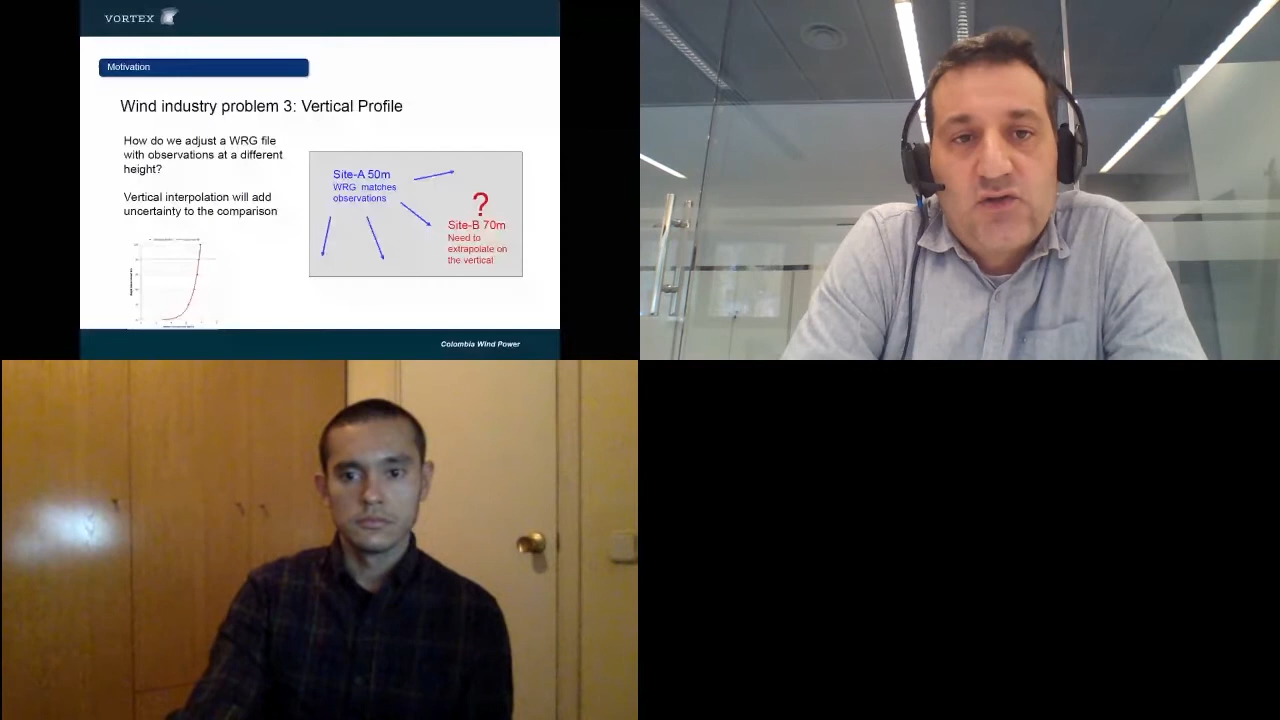 VORTEX
Motivation
Wind industry problem 3: Vertical Profile
How do we adjust a WRG file
with observations at a different
height?
Vertical interpolation will add
uncertainty to the comparison
Site-A 50m
WRG matches
observations
?
Site-B 70m
Need to
extrapolate on
the vertical
Colombia Wind Power